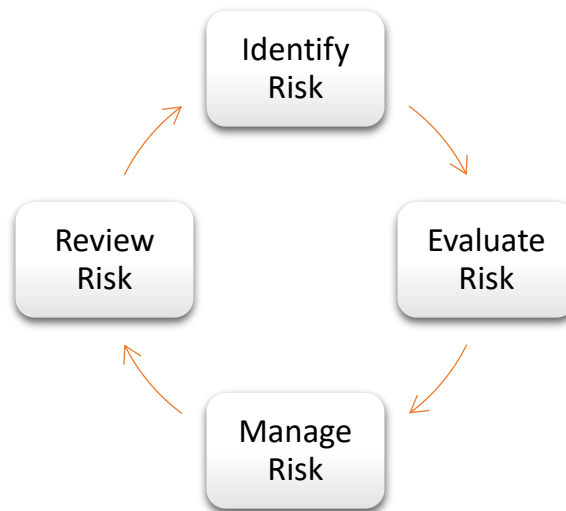 Identify
Risk
Evaluate
Risk
Manage
Risk
Review
Risk